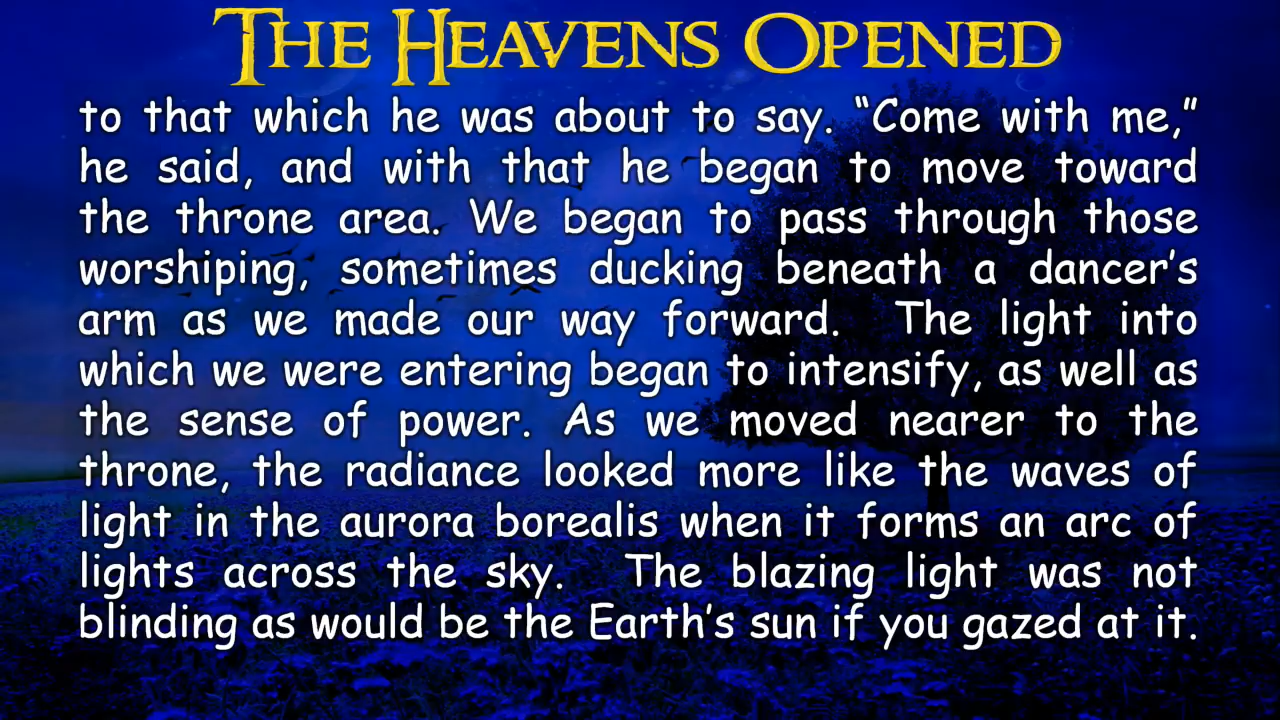 THE HEAVENS OPENED
to that which he was about to say. “Come with me,”
he said, and with that he began to move toward
the throne area. We began to pass through those
worshiping, sometimes ducking beneath a dancer’s
arm as we made our way forward.  The light into
which we were entering began to intensify, as well as
the sense of power. As we moved nearer to the
throne, the radiance looked more like the waves of
light in the aurora borealis when it forms an arc of
lights across the sky.  The blazing light was not
blinding as would be the Earth’s sun if you gazed at it.